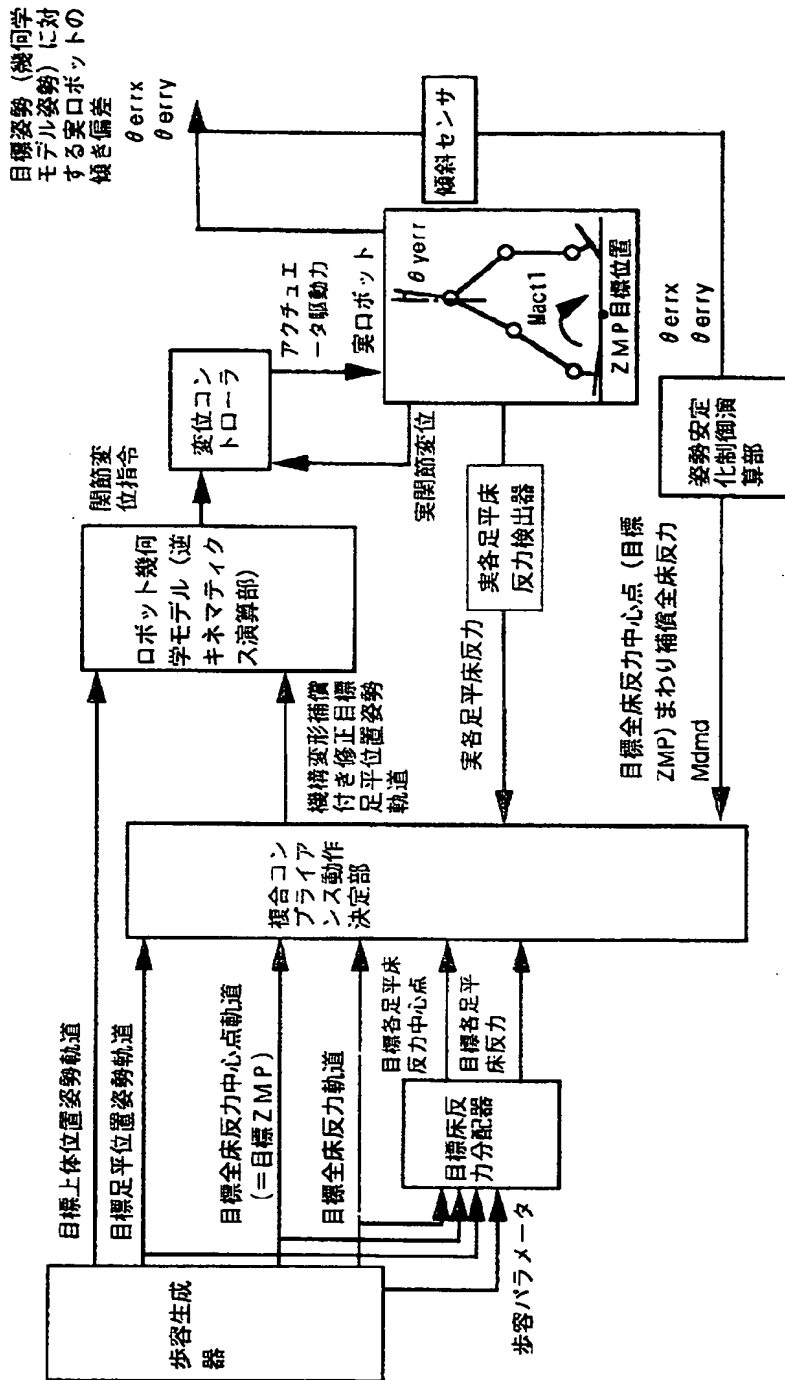 歩容生成
器
目標上体位置姿勢軌道
目標足平位置姿勢軌道
目標全床反力中心点軌道
(=目標ZMP)
目標全床反力軌道
歩容パラメータ
目標床反
力分配器
目標各足平床
反力中心点
目標各足平
床反力
複合コン
プライア
ンス動作
決定部
機構変形補償
付き修正目標
足平位置姿勢
軌道
実各足平床反力
目標全床反力中心点(目標
ZMP)まわり補償全床反力
Mdmd
ロボット幾何
学モデル(逆
キネマティク
ス演算部)
関節変
位指令
変位コン
トローラ
アクチュエ
ータ駆動力
実関節変位
実各足平床
反力検出器
実ロボット
θyerr
Mact1
ZMP目標位置
傾斜センサ
θerrx
θerry
姿勢安定
化制御演
算部
目標姿勢(幾何学
モデル姿勢)に対
する実ロボットの
傾き偏差
θerrx
θerry